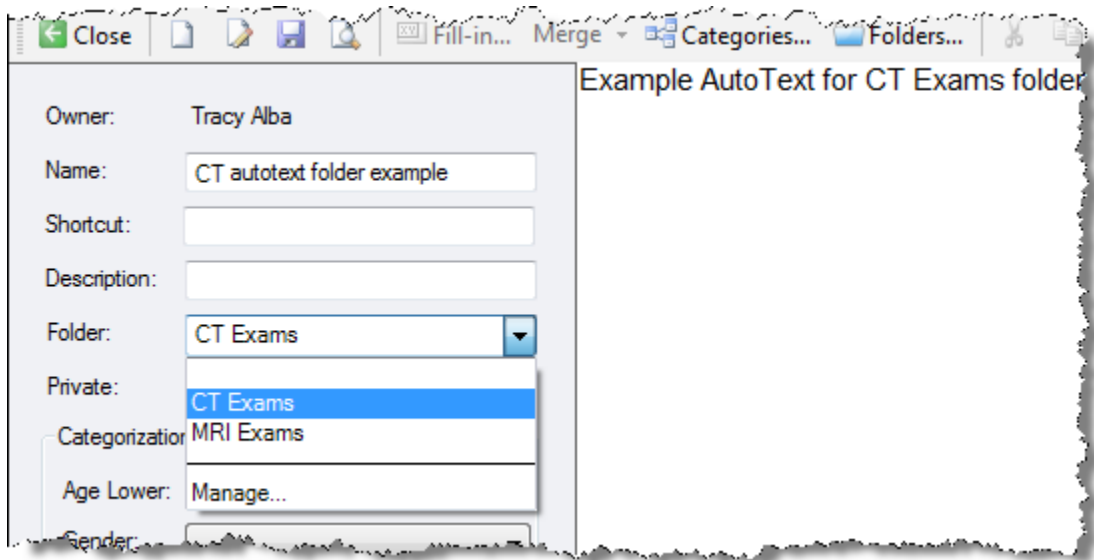 Close Fill-in... Merge Categories... Folders...
Example AutoText for CT Exams folder
Owner: Tracy Alba
Name: CT autotext folder example
Shortcut:
Description:
Folder: CT Exams
Private:
CT Exams
Categorization MRI Exams
Age Lower: Manage...
Gender: